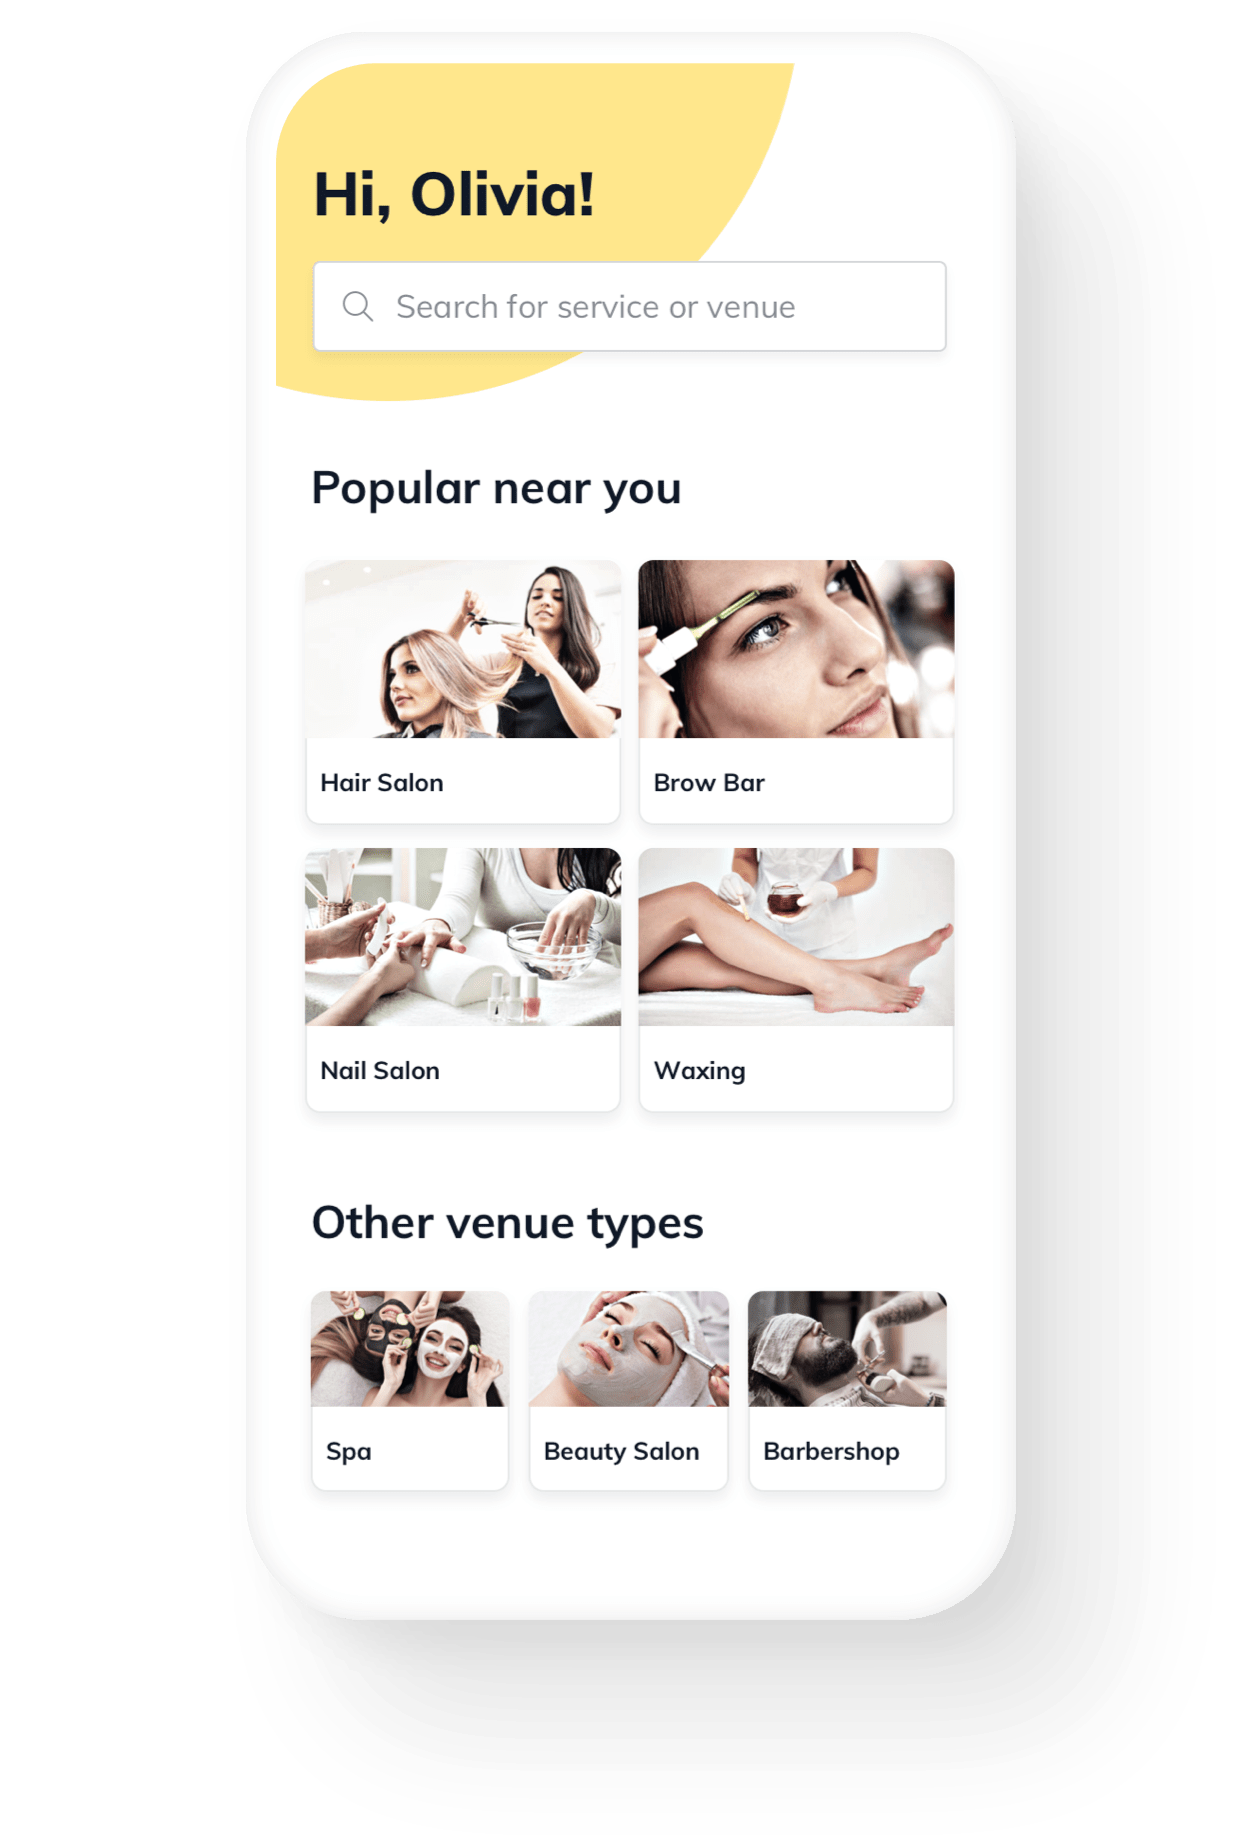 Hi, Olivia!
Search for service or venue
Popular near you
Hair Salon
Brow Bar
Nail Salon
Waxing
Other venue types
Spa
Beauty Salon
Barbershop